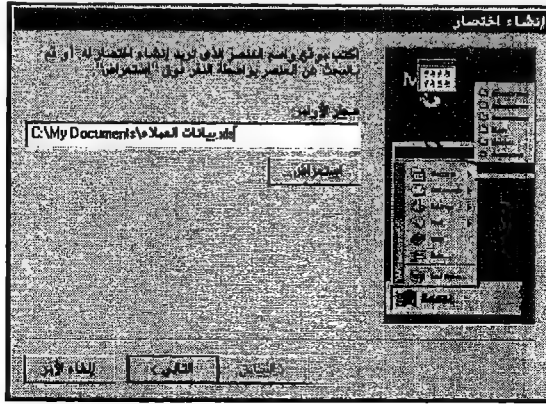 إنشاء اختصار
اكتب موقع واسم العنصر الذي تريد إنشاء اختصار له. أو قم
بالبحث عن العنصر بواسطة النقر فوق "استعراض".
سطر الأوامر:
C:\My Documents\بيانات العملاء.xls
استعراض...
< السابق
التالي >
إلغاء الأمر